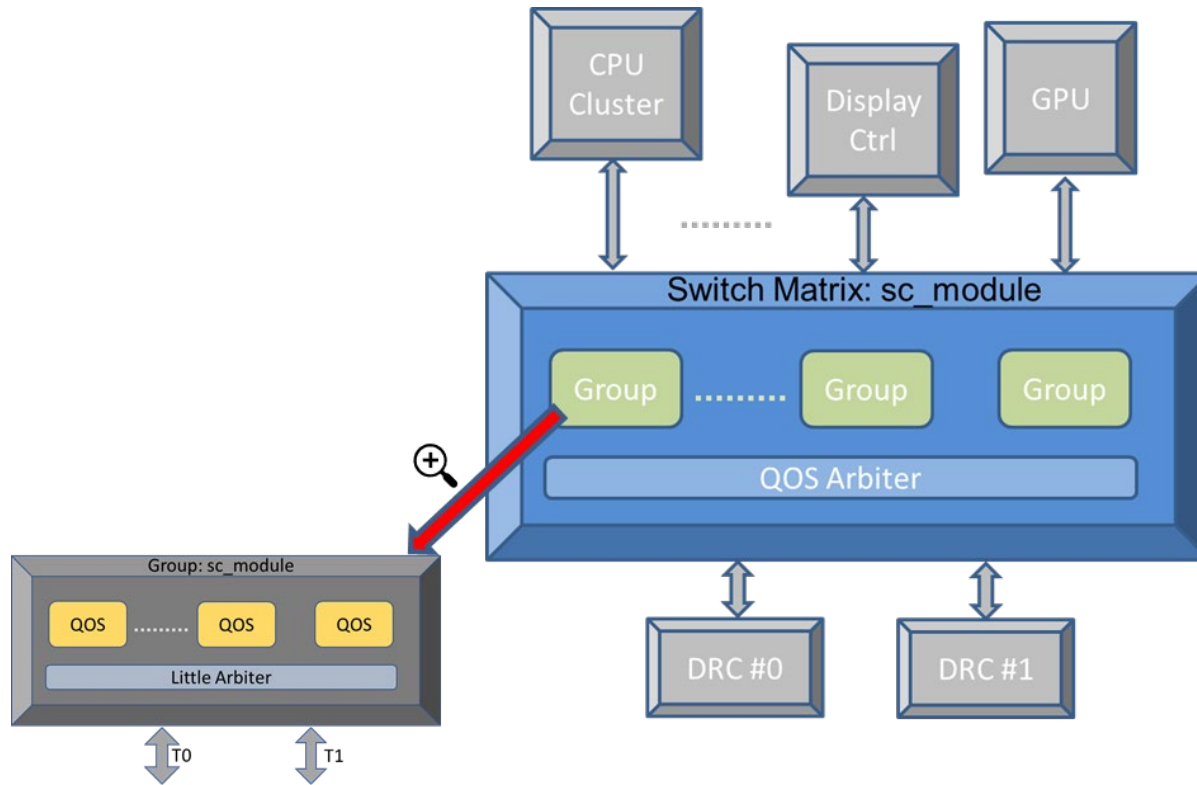 CPU
Cluster
Display
Ctrl
GPU
Switch Matrix: sc_module
Group
Group
Group
QOS Arbiter
Group: sc_module
QOS
QOS
QOS
Little Arbiter
T0
T1
DRC #0
DRC #1